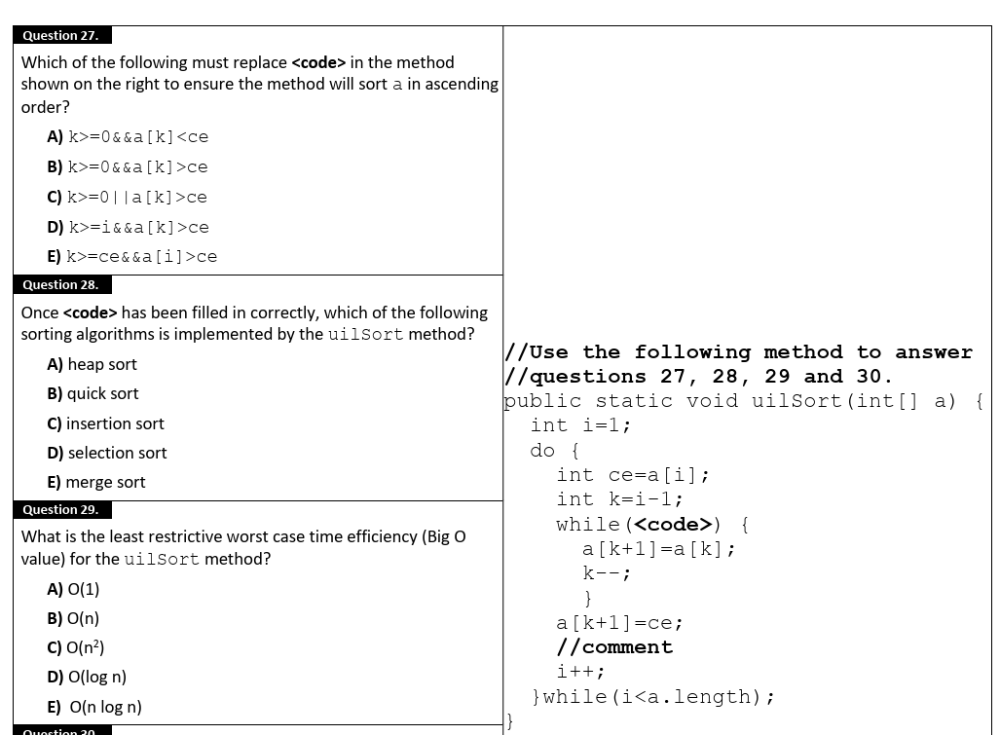 Question 27.
Which of the following must replace <code> in the method
shown on the right to ensure the method will sort a in ascending
order?
A) k>=0&&a[k]<ce
B) k>=0&&a[k]>ce
C) k>=0||a[k]>ce
D) k>=i&&a[k]>ce
E) k>=ce&&a[i]>ce
Question 28.
Once <code> has been filled in correctly, which of the following
sorting algorithms is implemented by the uilSort method?
A) heap sort
B) quick sort
C) insertion sort
D) selection sort
E) merge sort
Question 29.
What is the least restrictive worst case time efficiency (Big O
value) for the uilSort method?
A) O(1)
B) O(n)
C) O(n²)
D) O(log n)
E) O(n log n)
Question 30.
//Use the following method to answer
//questions 27, 28, 29 and 30.
public static void uilSort(int[] a) {
int i=1;
do {
int ce=a[i];
int k=i-1;
while(<code>) {
a[k+1]=a[k];
k--;
}
a[k+1]=ce;
//comment
i++;
}while(i<a.length);
}